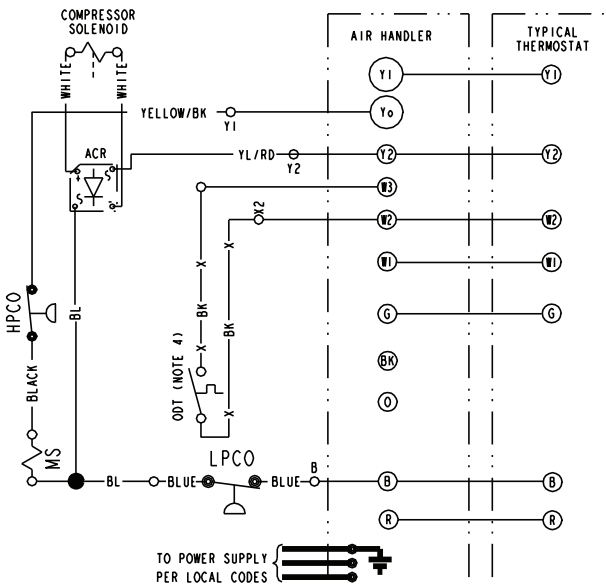 COMPRESSOR
SOLENOID
AIR HANDLER
TYPICAL
THERMOSTAT
WHITE
WHITE
Y1
Y1
YELLOW/BK
Y1
Yo
ACR
YL/RD
Y2
Y2
Y2
W3
X2
W2
W2
X
X
W1
W1
HPCO
BL
BK
BK
G
G
ODT (NOTE 4)
X
X
BK
BLACK
O
MS
LPCO
BL
BLUE
BLUE
B
B
B
R
R
TO POWER SUPPLY
PER LOCAL CODES